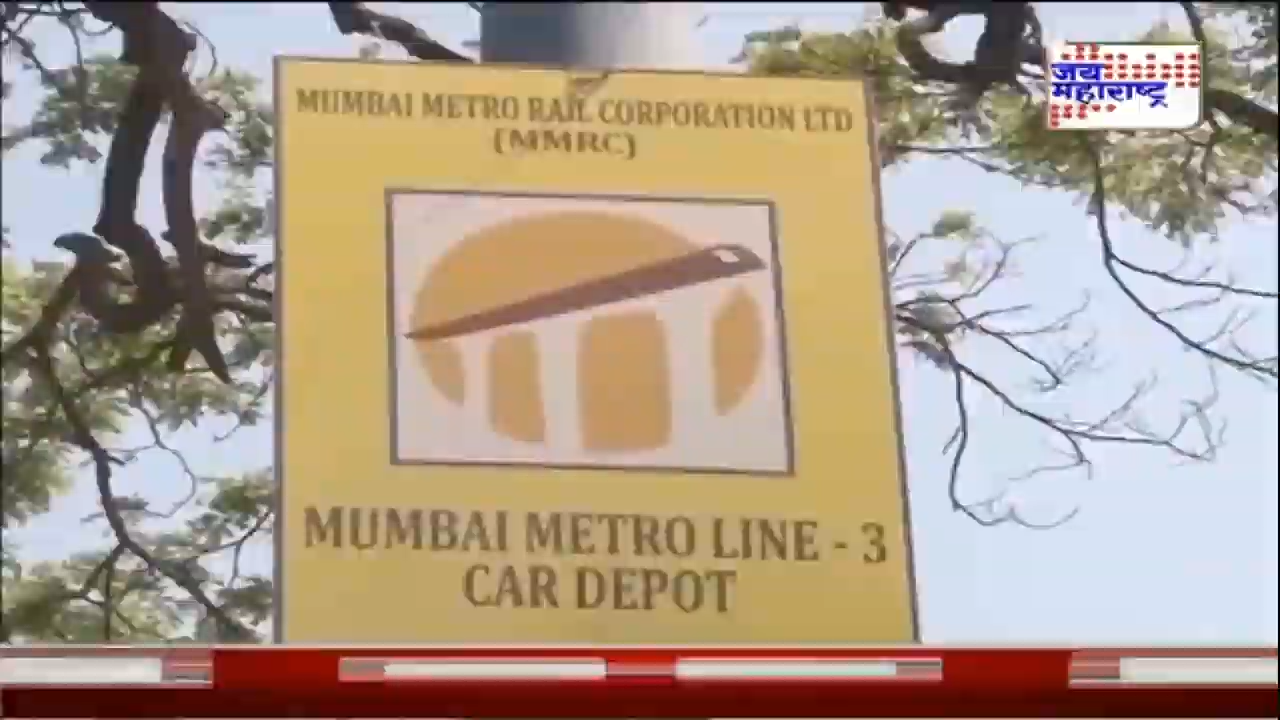 जय
महाराष्ट्र
MUMBAI METRO RAIL CORPORATION LTD
(MMRC)
MUMBAI METRO LINE - 3
CAR DEPOT